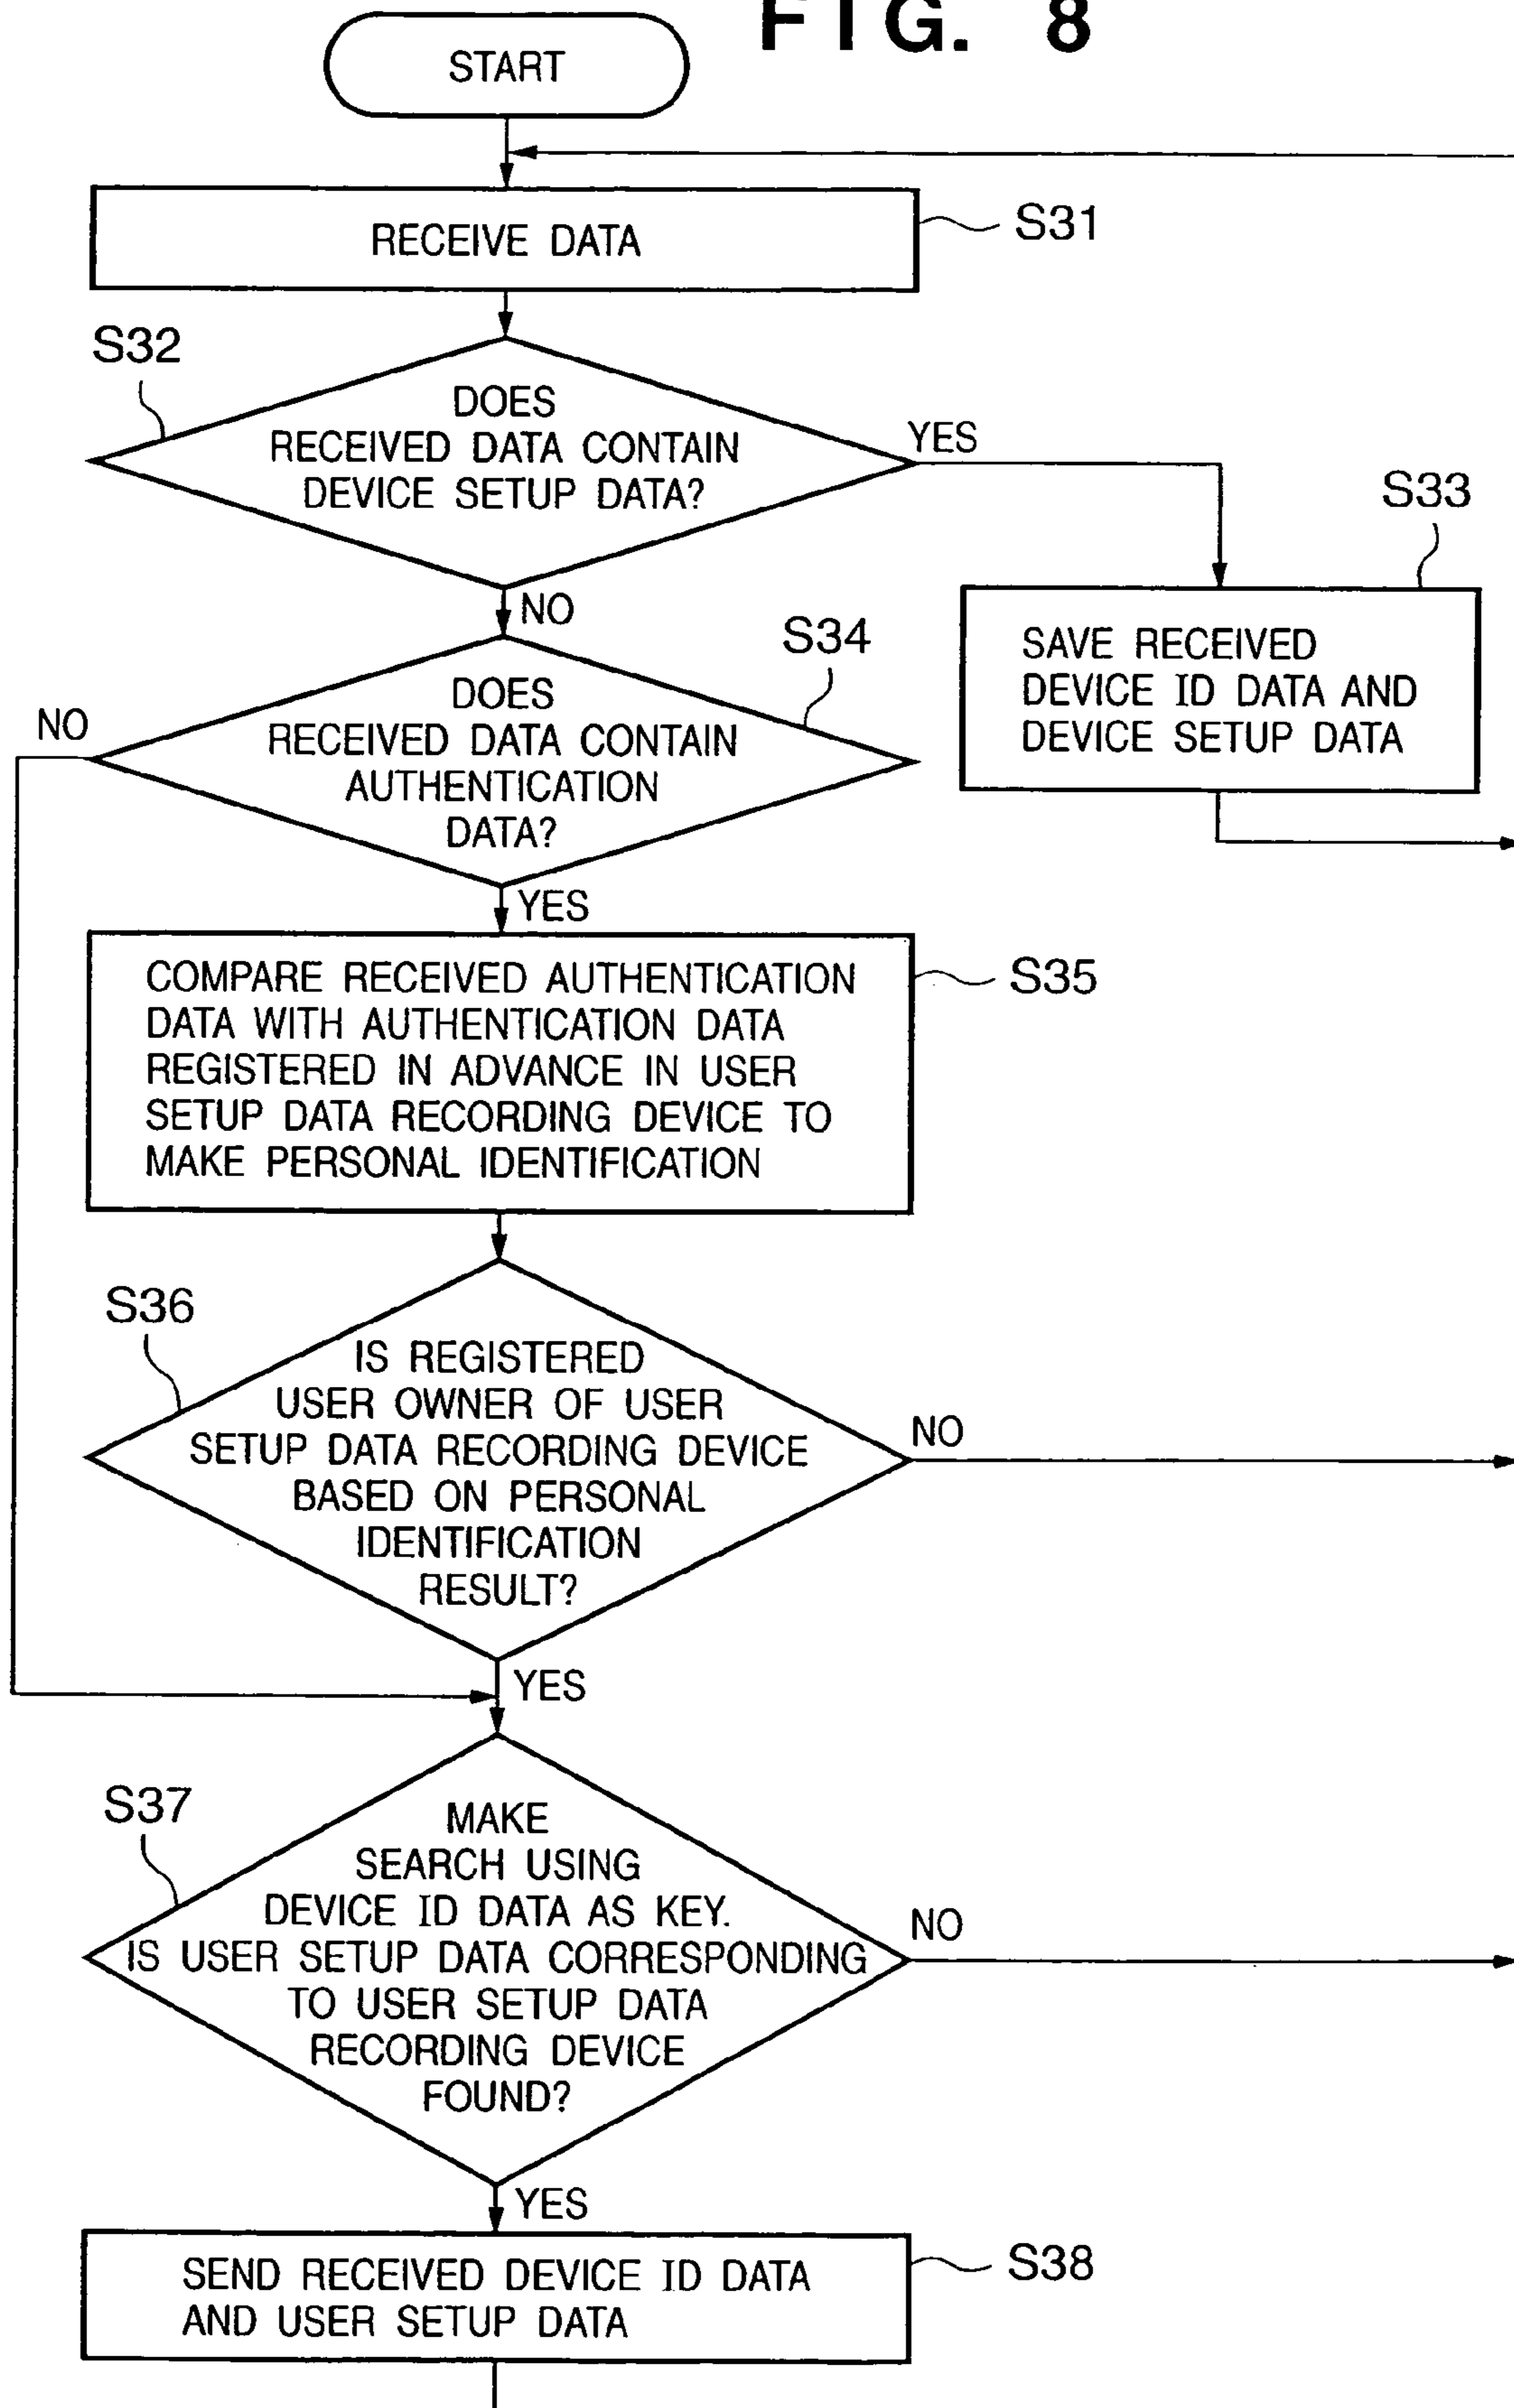 FIG. 8
START
RECEIVE DATA
S31
S32
DOES
RECEIVED DATA CONTAIN
DEVICE SETUP DATA?
YES
S33
SAVE RECEIVED
DEVICE ID DATA AND
DEVICE SETUP DATA
NO
S34
DOES
RECEIVED DATA CONTAIN
AUTHENTICATION
DATA?
NO
YES
COMPARE RECEIVED AUTHENTICATION
DATA WITH AUTHENTICATION DATA
REGISTERED IN ADVANCE IN USER
SETUP DATA RECORDING DEVICE TO
MAKE PERSONAL IDENTIFICATION
S35
S36
IS REGISTERED
USER OWNER OF USER
SETUP DATA RECORDING DEVICE
BASED ON PERSONAL
IDENTIFICATION
RESULT?
NO
YES
S37
MAKE
SEARCH USING
DEVICE ID DATA AS KEY.
IS USER SETUP DATA CORRESPONDING
TO USER SETUP DATA
RECORDING DEVICE
FOUND?
NO
YES
SEND RECEIVED DEVICE ID DATA
AND USER SETUP DATA
S38